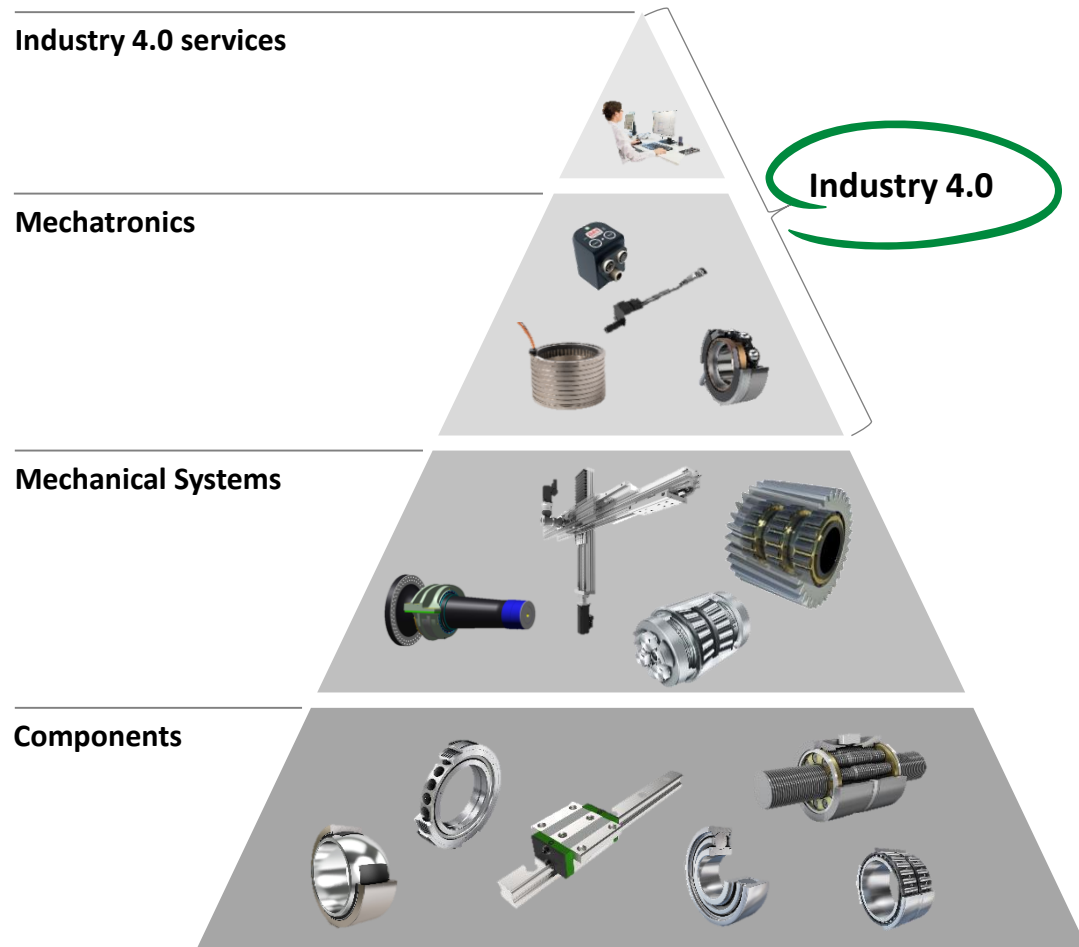 Industry 4.0 services
Industry 4.0
Mechatronics
Mechanical Systems
Components